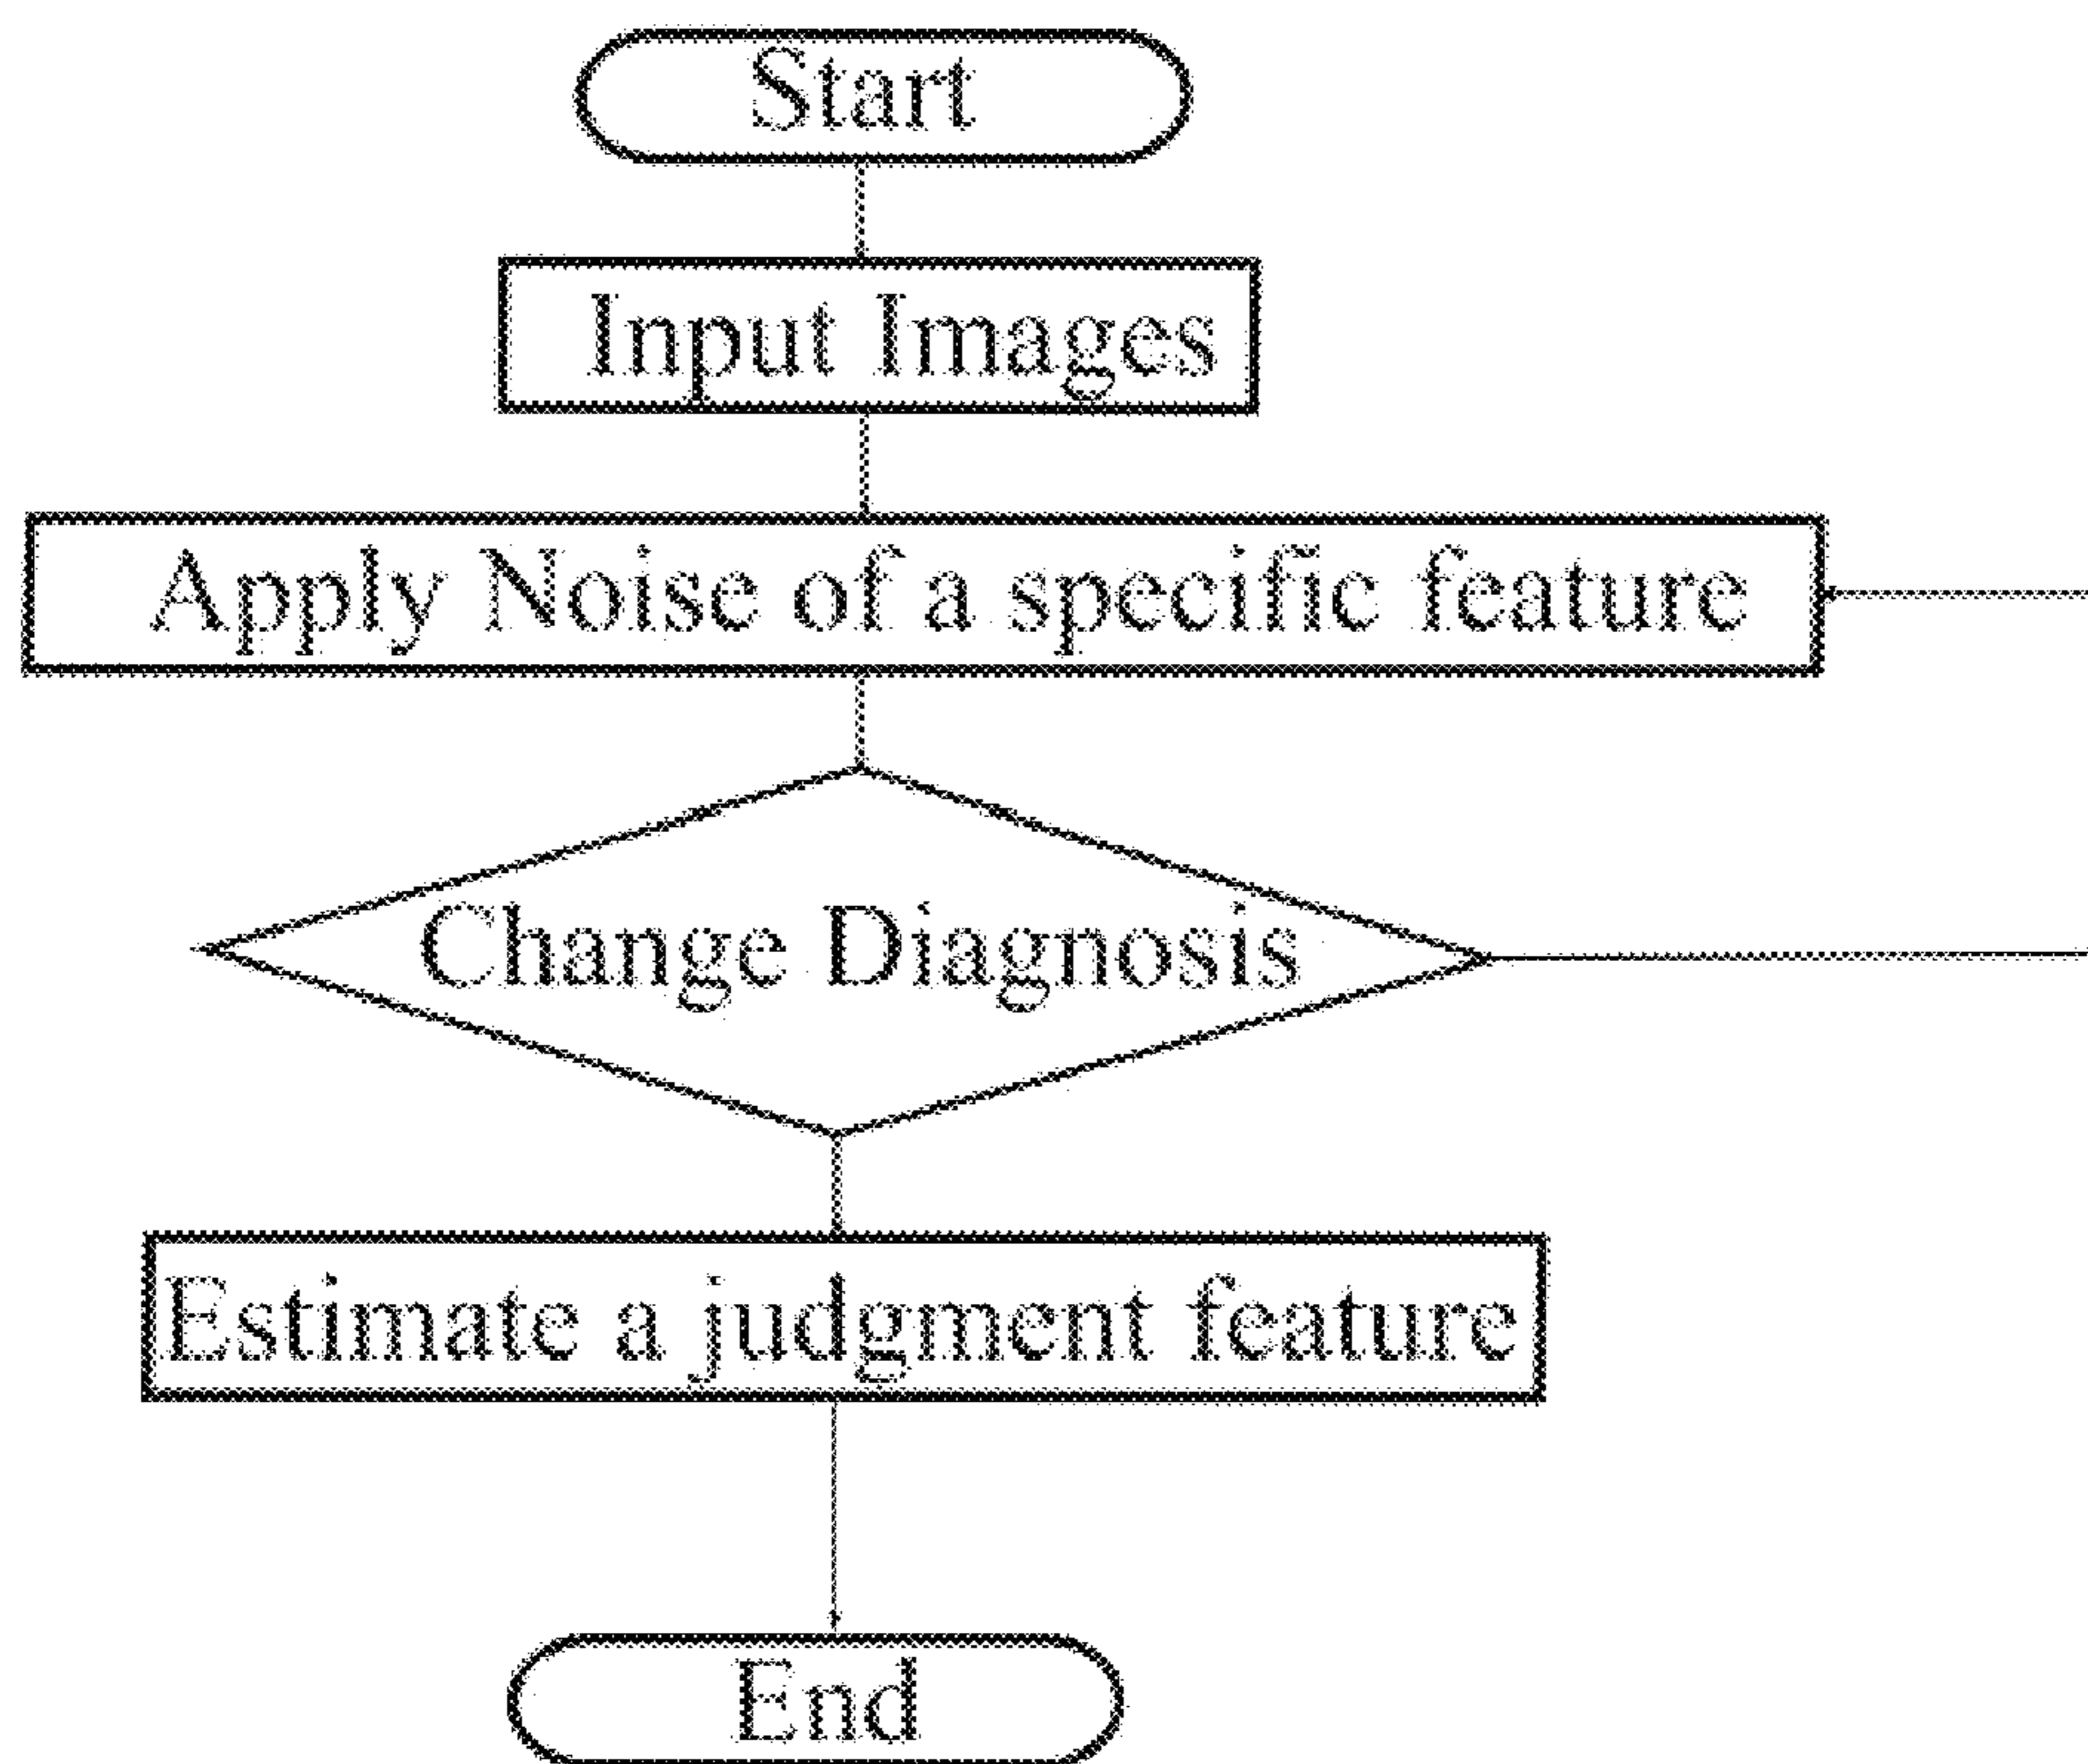 Start
Input Images
Apply Noise of a specific feature
Change Diagnosis
Estimate a judgment feature
End